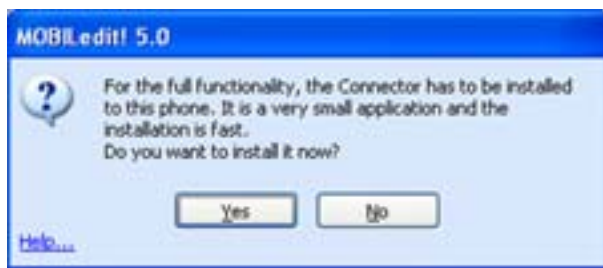 MOBILedit! 5.0
For the full functionality, the Connector has to be installed
to this phone. It is a very small application and the
installation is fast.
Do you want to install it now?
Yes No
Help...